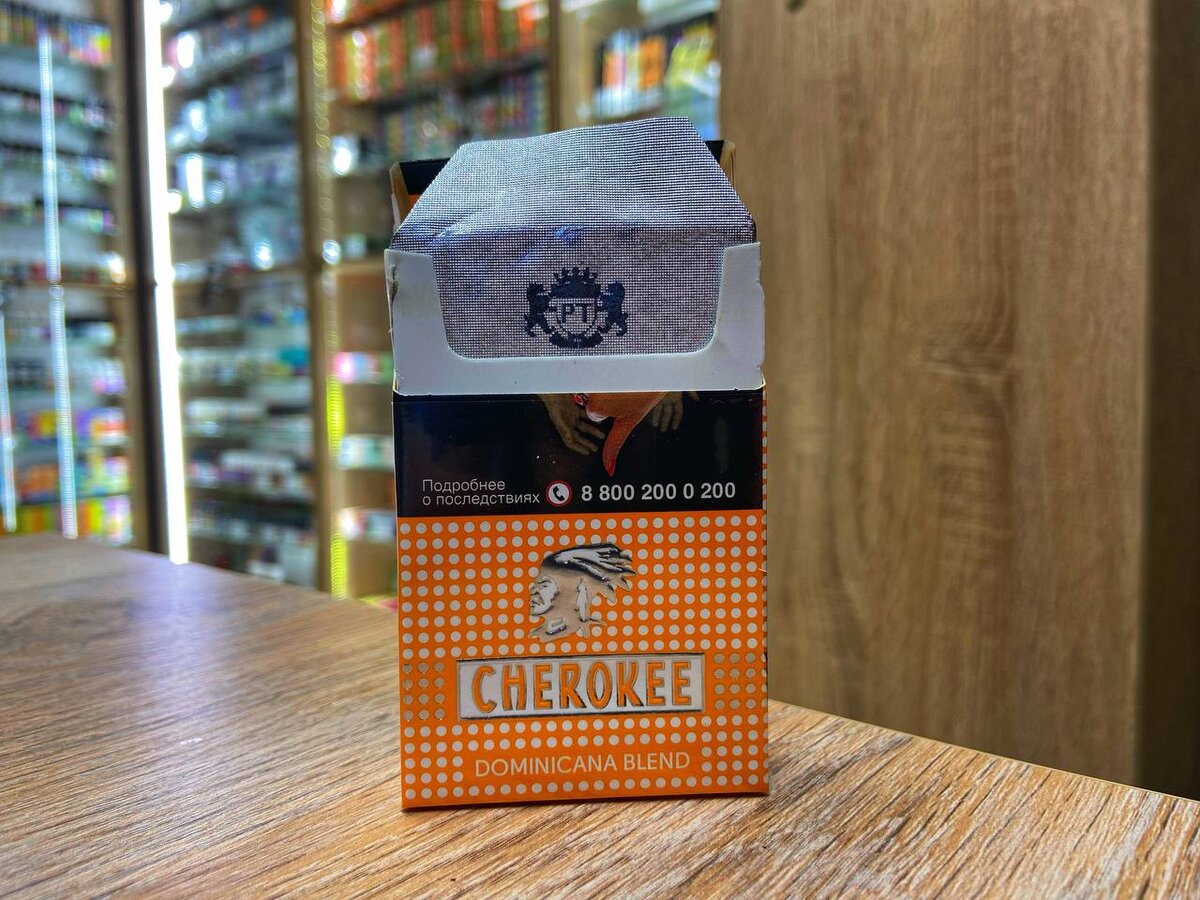 PT
Подробнее
о последствиях 8 800 200 0 200
CHEROKEE
DOMINICANA BLEND